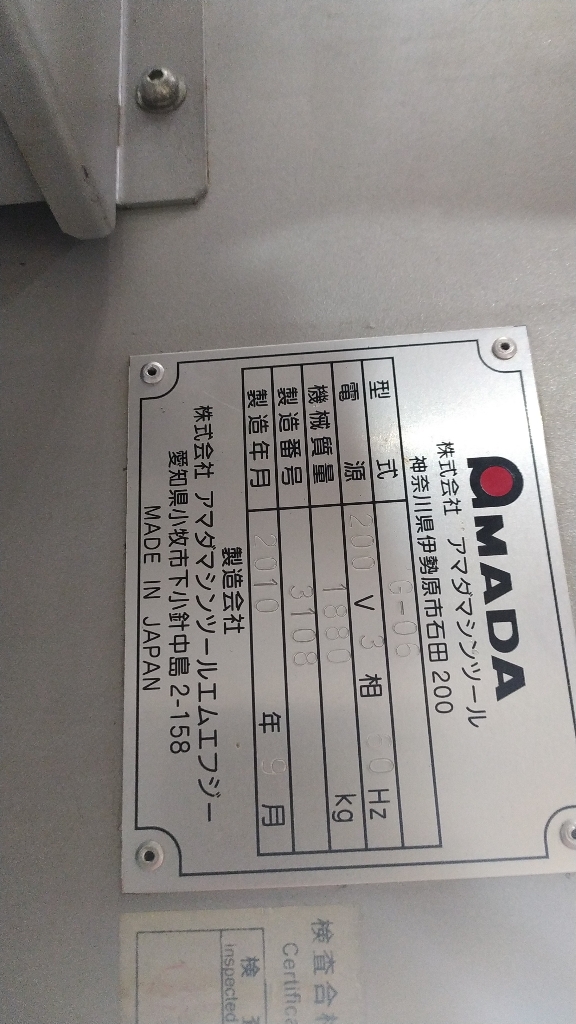 AMADA
株式会社 アマダマシンツール
神奈川県伊勢原市石田 200
型式 G-06
電源 200 V 3 相 60 Hz
機械質量 1880 kg
製造番号 3108
製造年月 2010 年 9 月
製造会社
株式会社 アマダマシンツールエムエフジー
愛知県小牧市下小針中島 2-158
MADE IN JAPAN
検査合
検
inspected